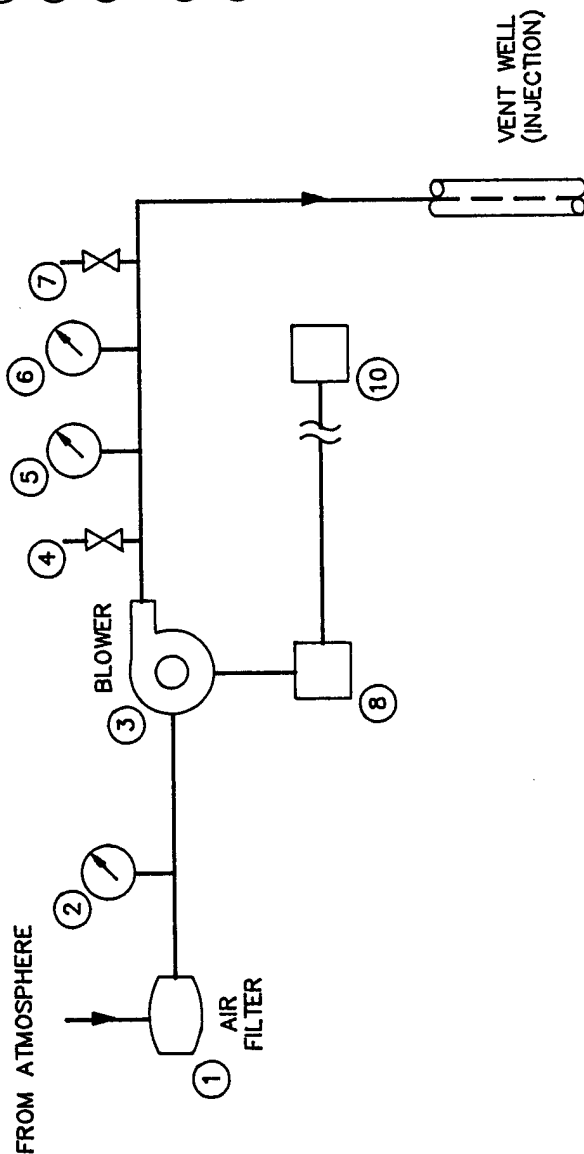 FROM ATMOSPHERE
1
AIR
FILTER
2
3
BLOWER
4
5
6
7
8
10
VENT WELL
(INJECTION)